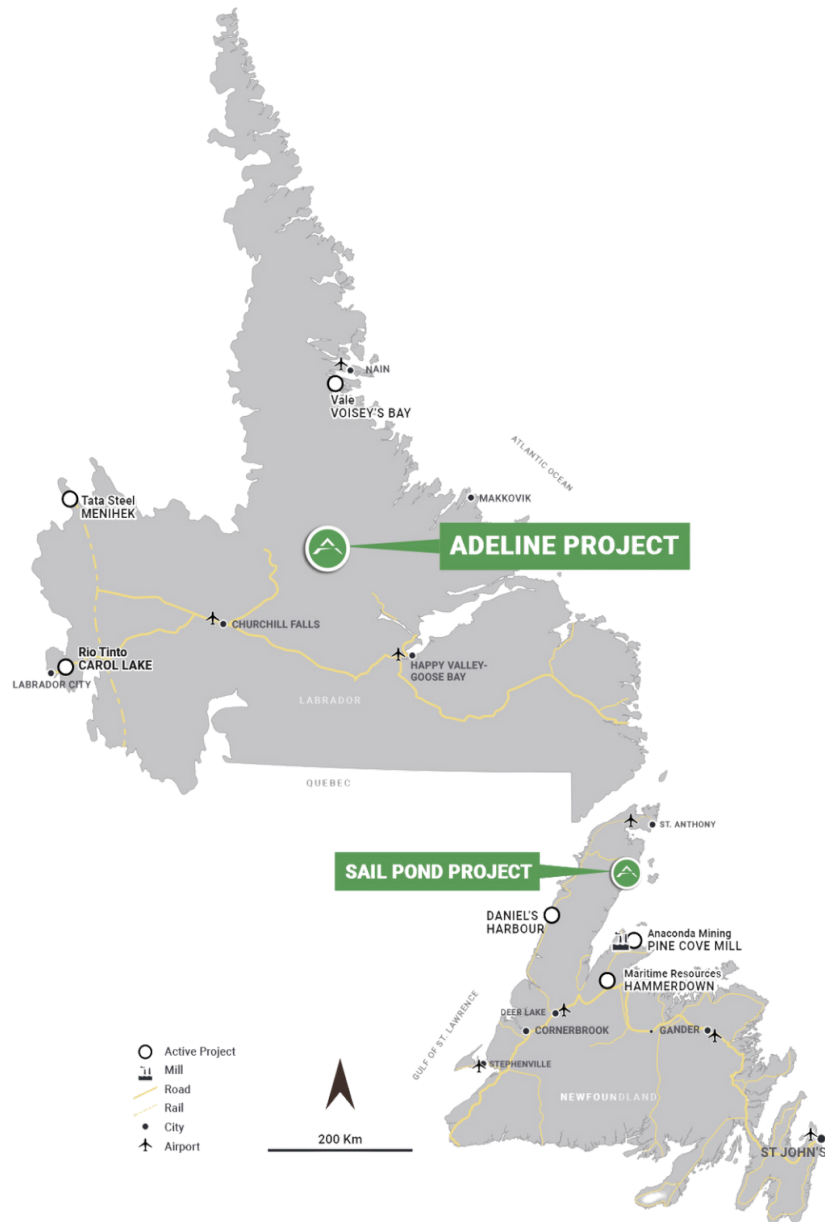 NAIN
Vale
VOISEY'S BAY
ATLANTIC OCEAN
MAKKOVIK
Tata Steel
MENIHEK
ADELINE PROJECT
CHURCHILL FALLS
Rio Tinto
CAROL LAKE
LABRADOR CITY
HAPPY VALLEY-
GOOSE BAY
LABRADOR
QUEBEC
ST. ANTHONY
SAIL POND PROJECT
DANIEL'S
HARBOUR
Anaconda Mining
PINE COVE MILL
Maritime Resources
HAMMERDOWN
GULF OF ST. LAWRENCE
DEER LAKE
CORNERBROOK
GANDER
STEPHENVILLE
NEWFOUNDLAND
ST JOHN'S
Active Project
Mill
Road
Rail
City
Airport
200 Km